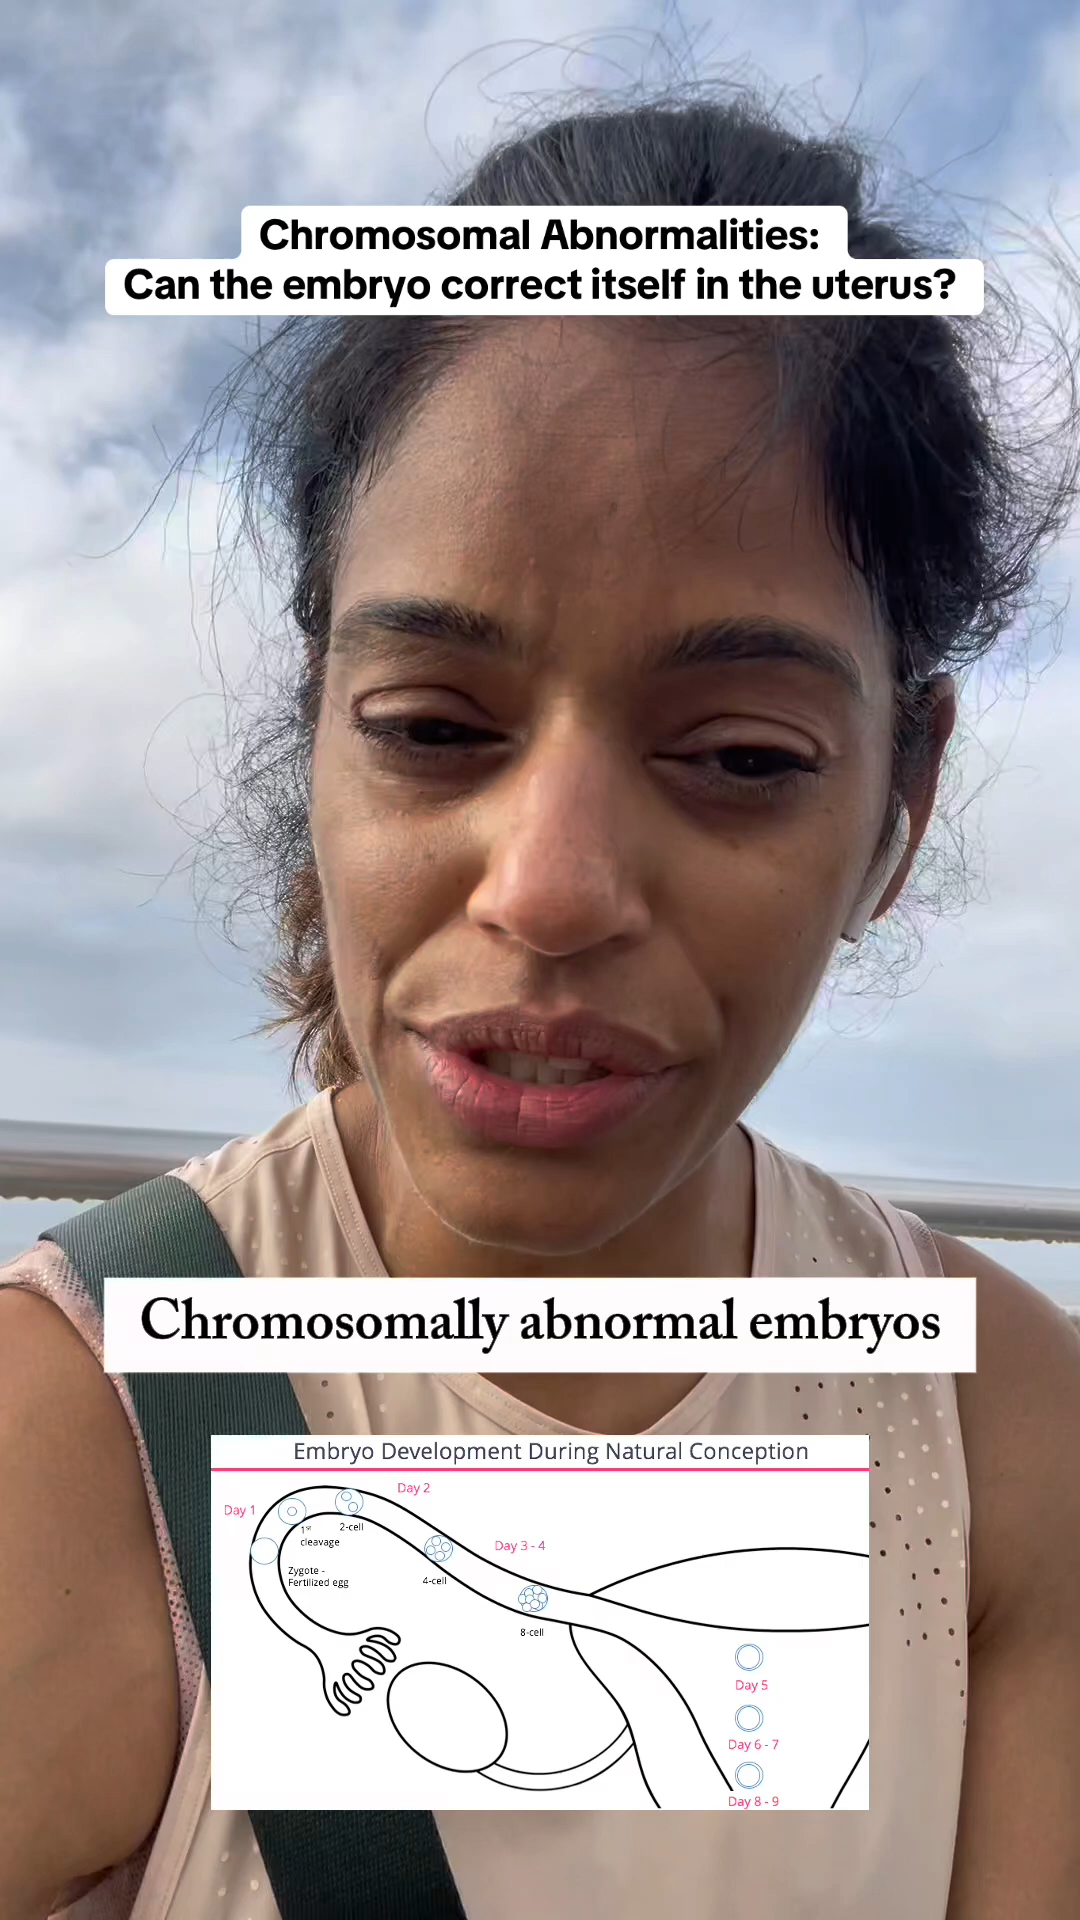 Chromosomal Abnormalities:
Can the embryo correct itself in the uterus?
Chromosomally abnormal embryos
Embryo Development During Natural Conception
Day 1
Day 2
1st
cleavage
2-cell
Day 3 - 4
Zygote -
Fertilized egg
4-cell
8-cell
Day 5
Day 6 - 7
Day 8 - 9